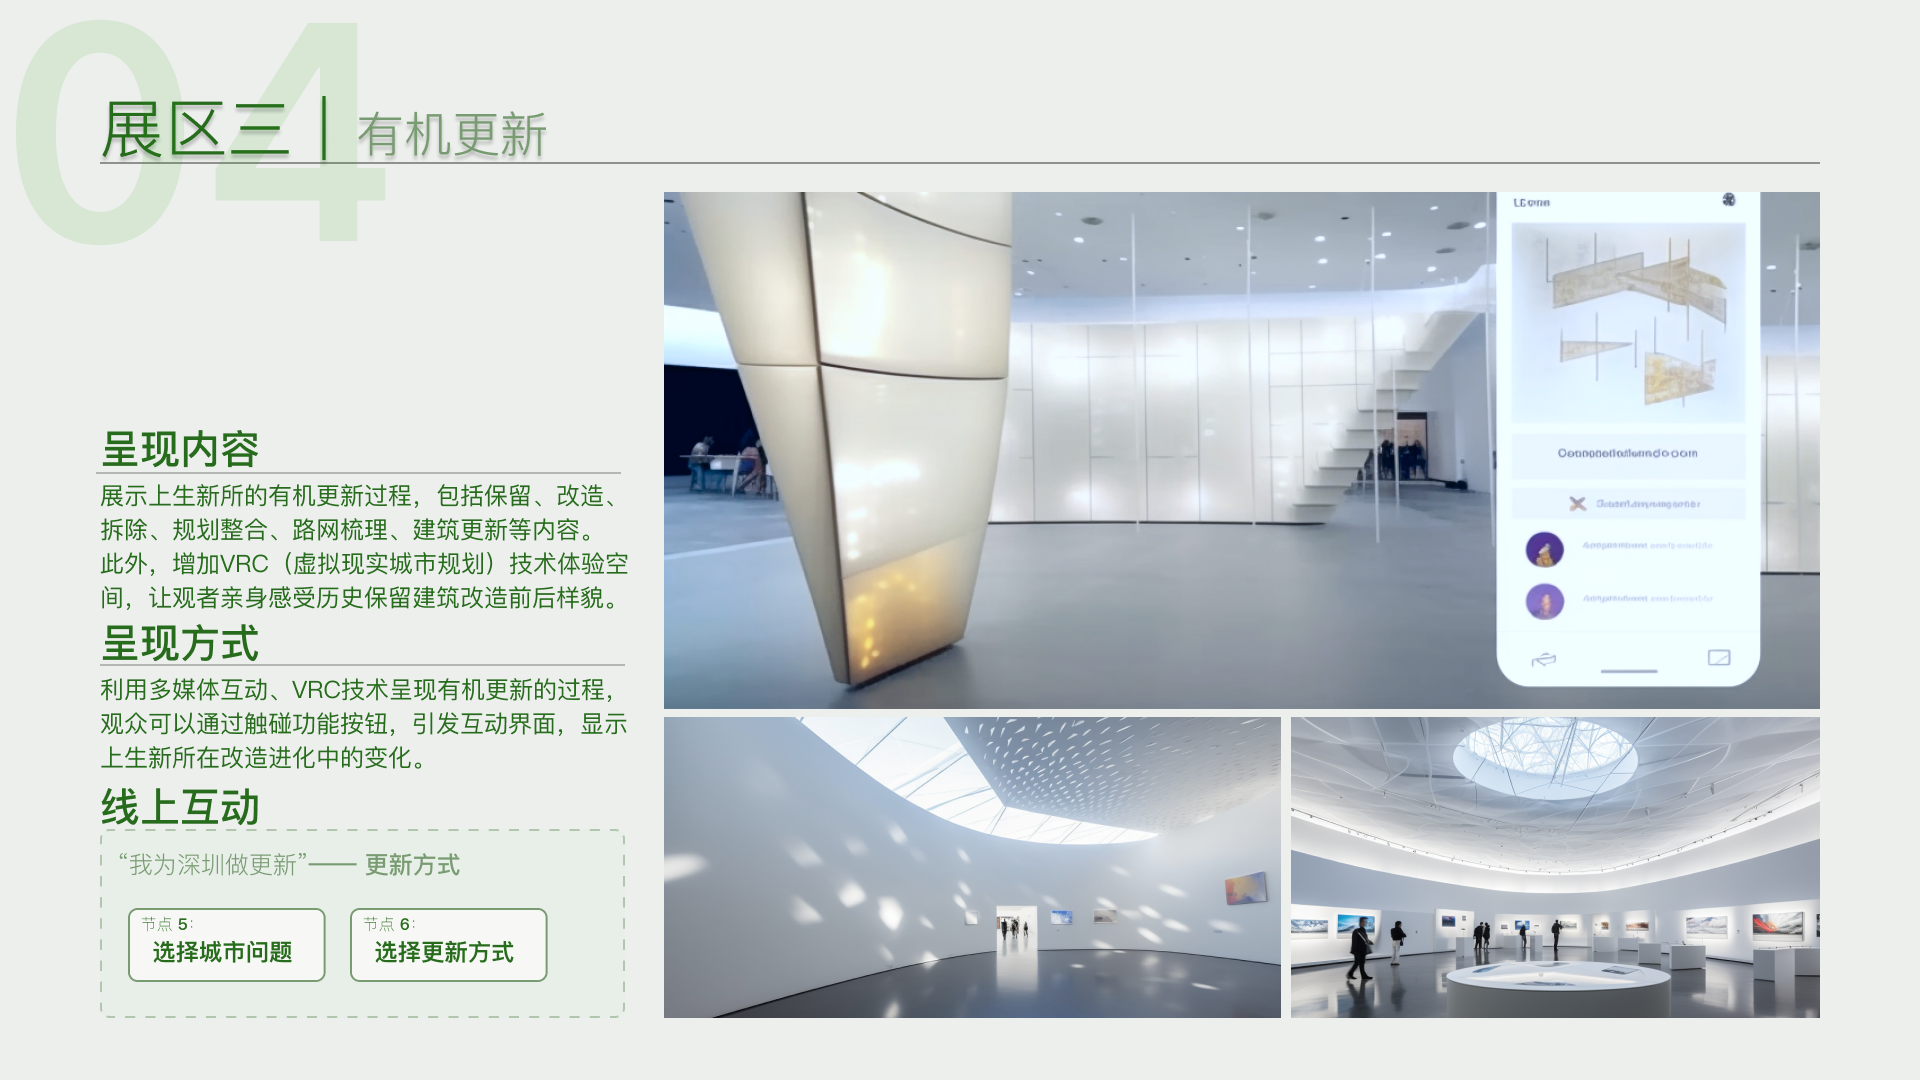 04
展区三 | 有机更新
呈现内容
展示上生新所的有机更新过程，包括保留、改造、
拆除、规划整合、路网梳理、建筑更新等内容。
此外，增加VRC（虚拟现实城市规划）技术体验空
间，让观者亲身感受历史保留建筑改造前后样貌。
呈现方式
利用多媒体互动、VRC技术呈现有机更新的过程，
观众可以通过触碰功能按钮，引发互动界面，显示
上生新所在改造进化中的变化。
线上互动
“我为深圳做更新”—— 更新方式
节点 5：
选择城市问题
节点 6：
选择更新方式